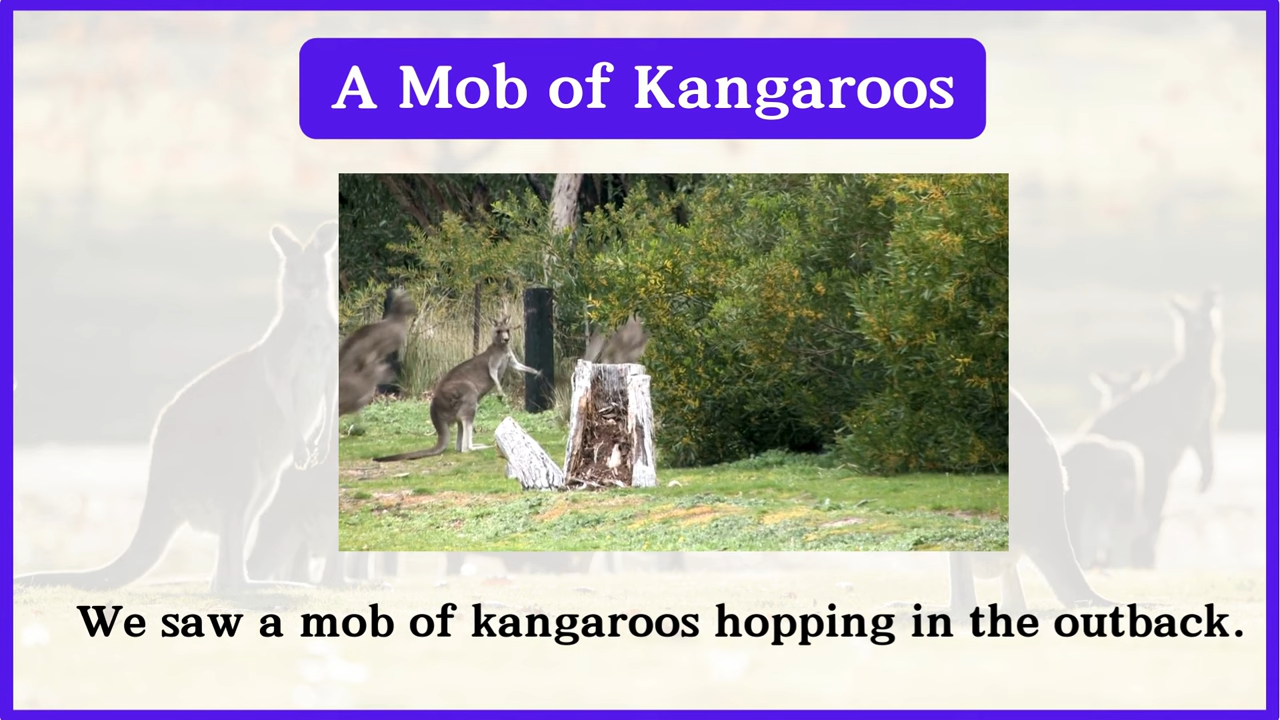 A Mob of Kangaroos
We saw a mob of kangaroos hopping in the outback.